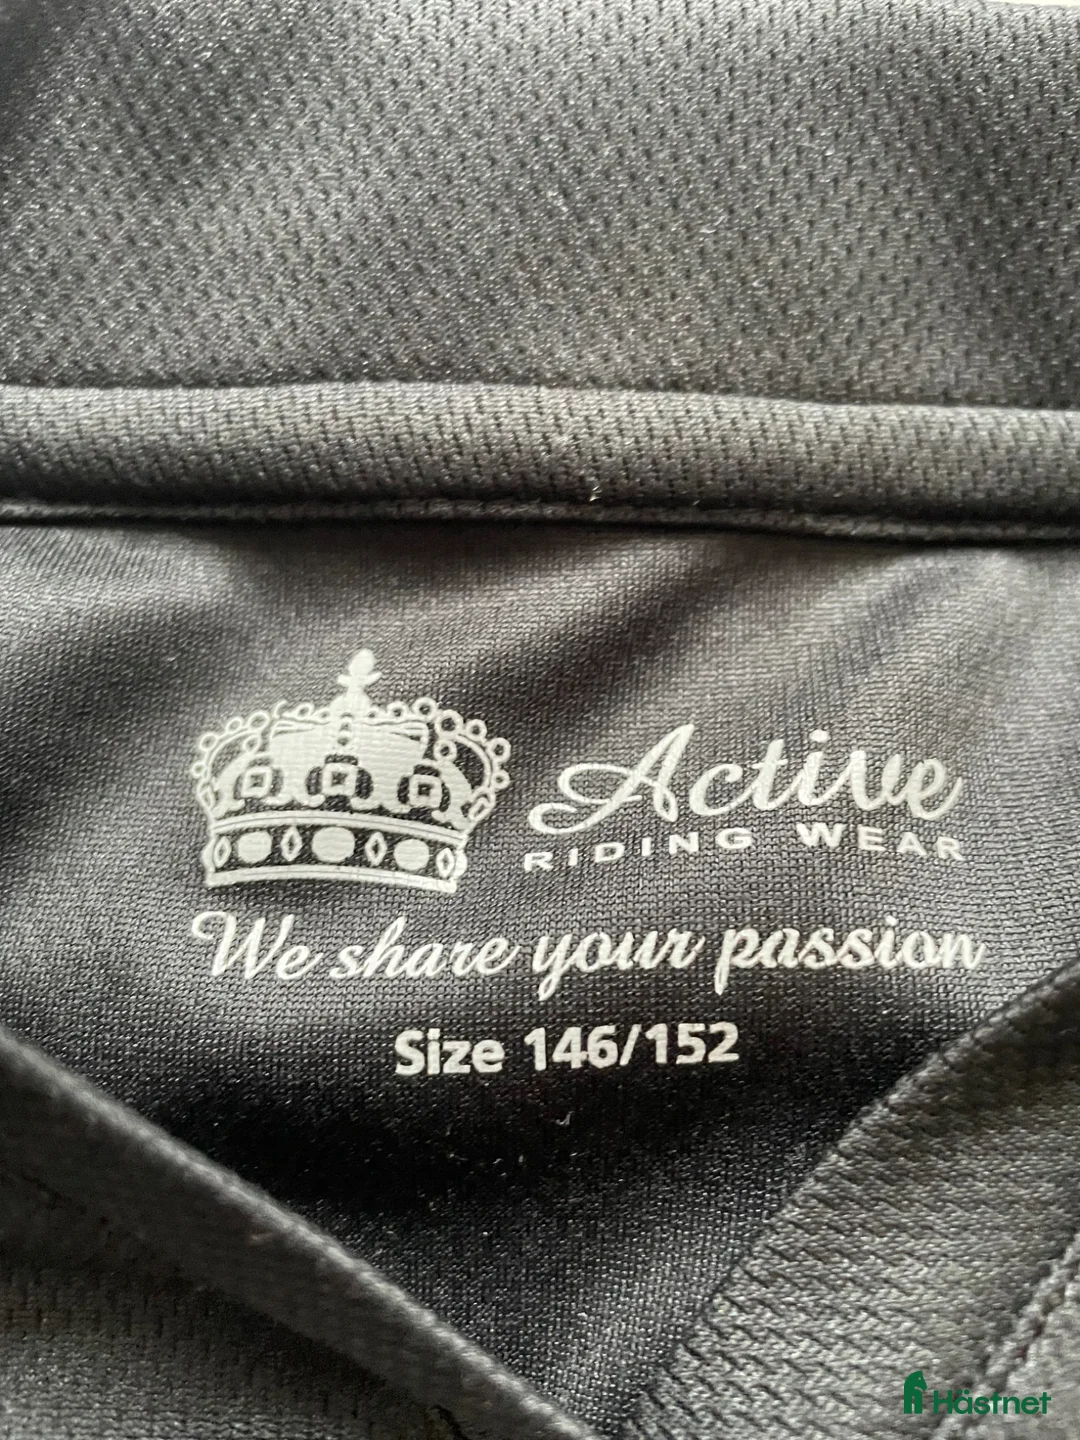 Active
RIDING WEAR
We share your passion
Size 146/152
Hästnet